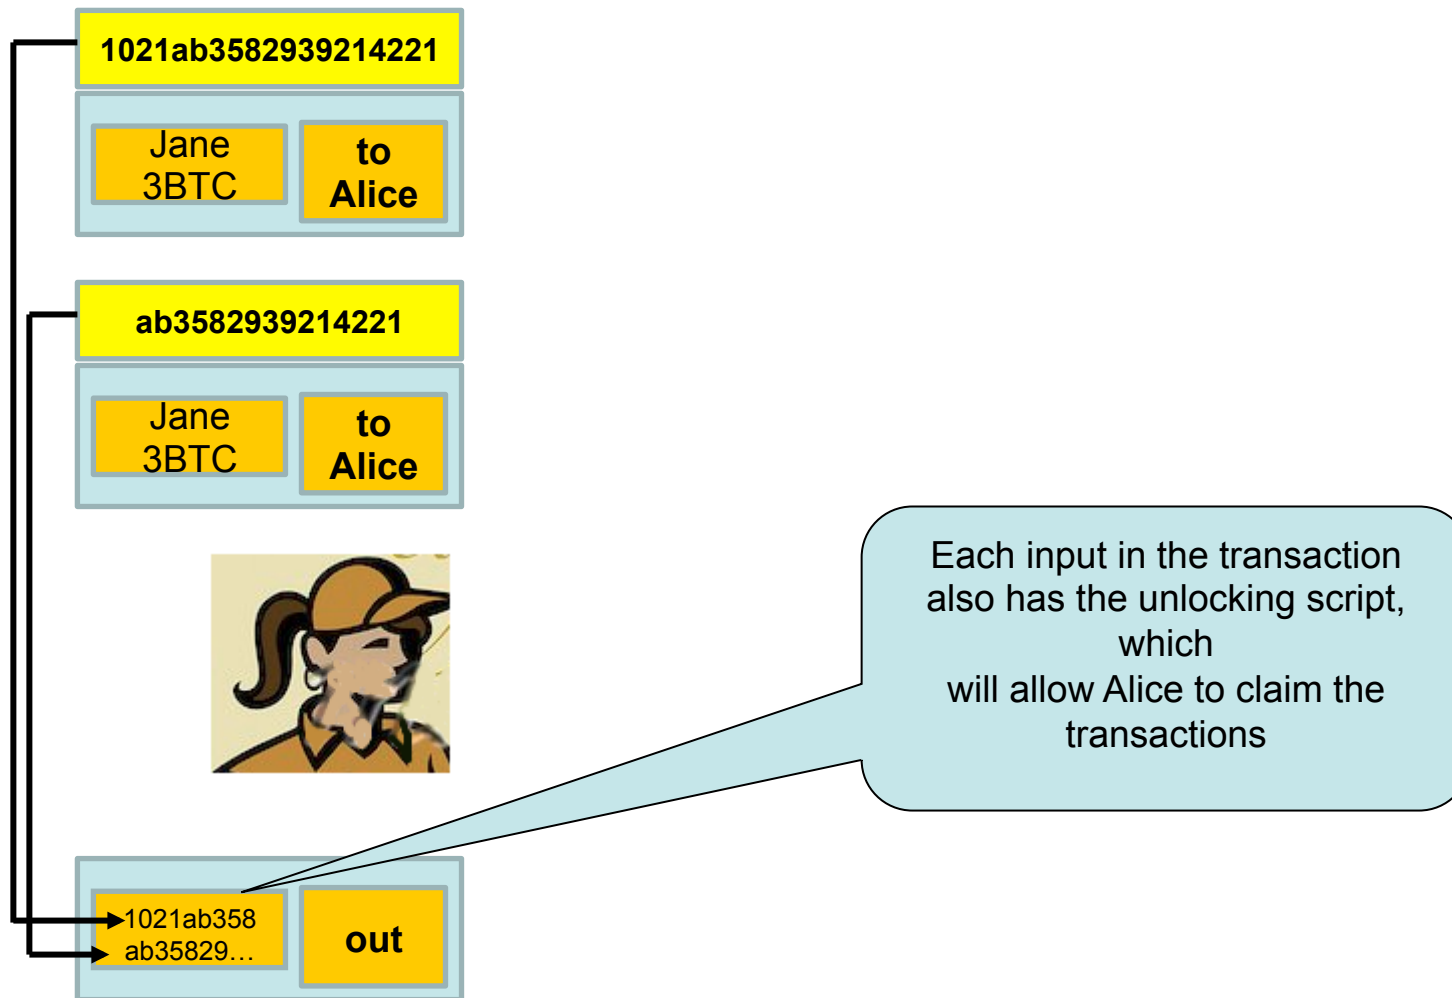 1021ab3582939214221
Jane
3BTC
to
Alice
ab3582939214221
Jane
3BTC
to
Alice
Each input in the transaction
also has the unlocking script,
which
will allow Alice to claim the
transactions
1021ab358
ab35829…
out